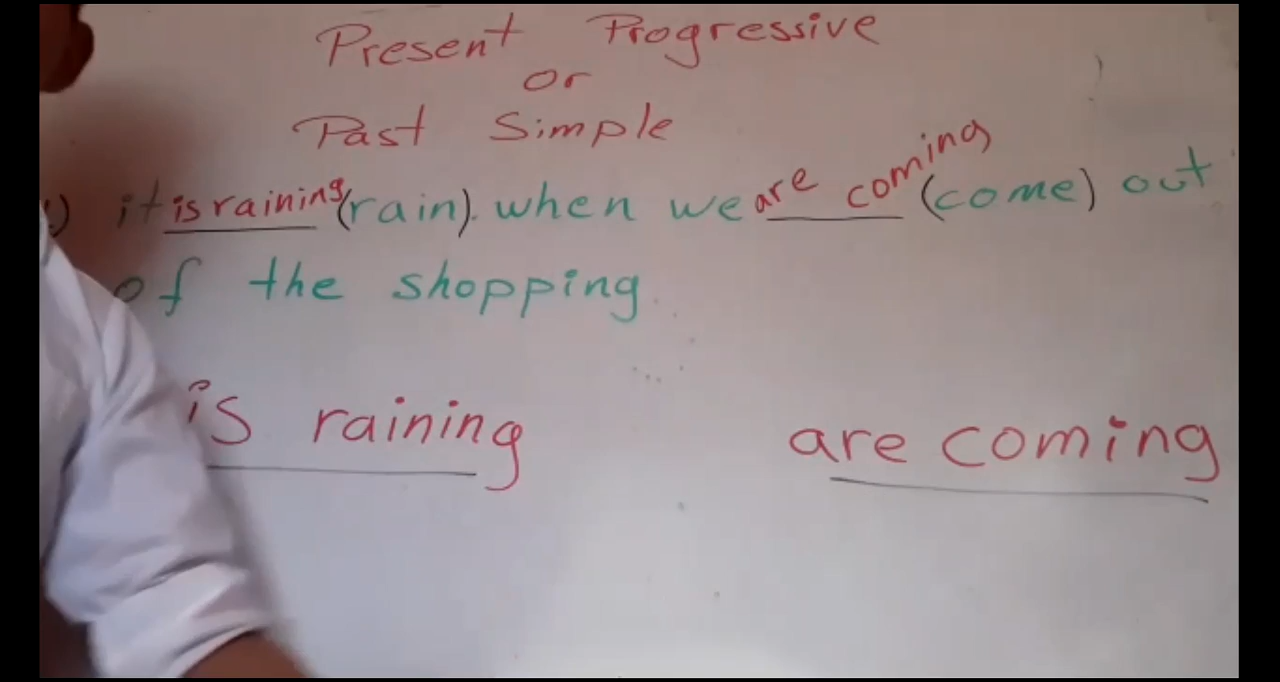 Present Progressive
or
Past Simple
1) it is raining (rain). when we are coming (come) out
of the shopping
is raining are coming